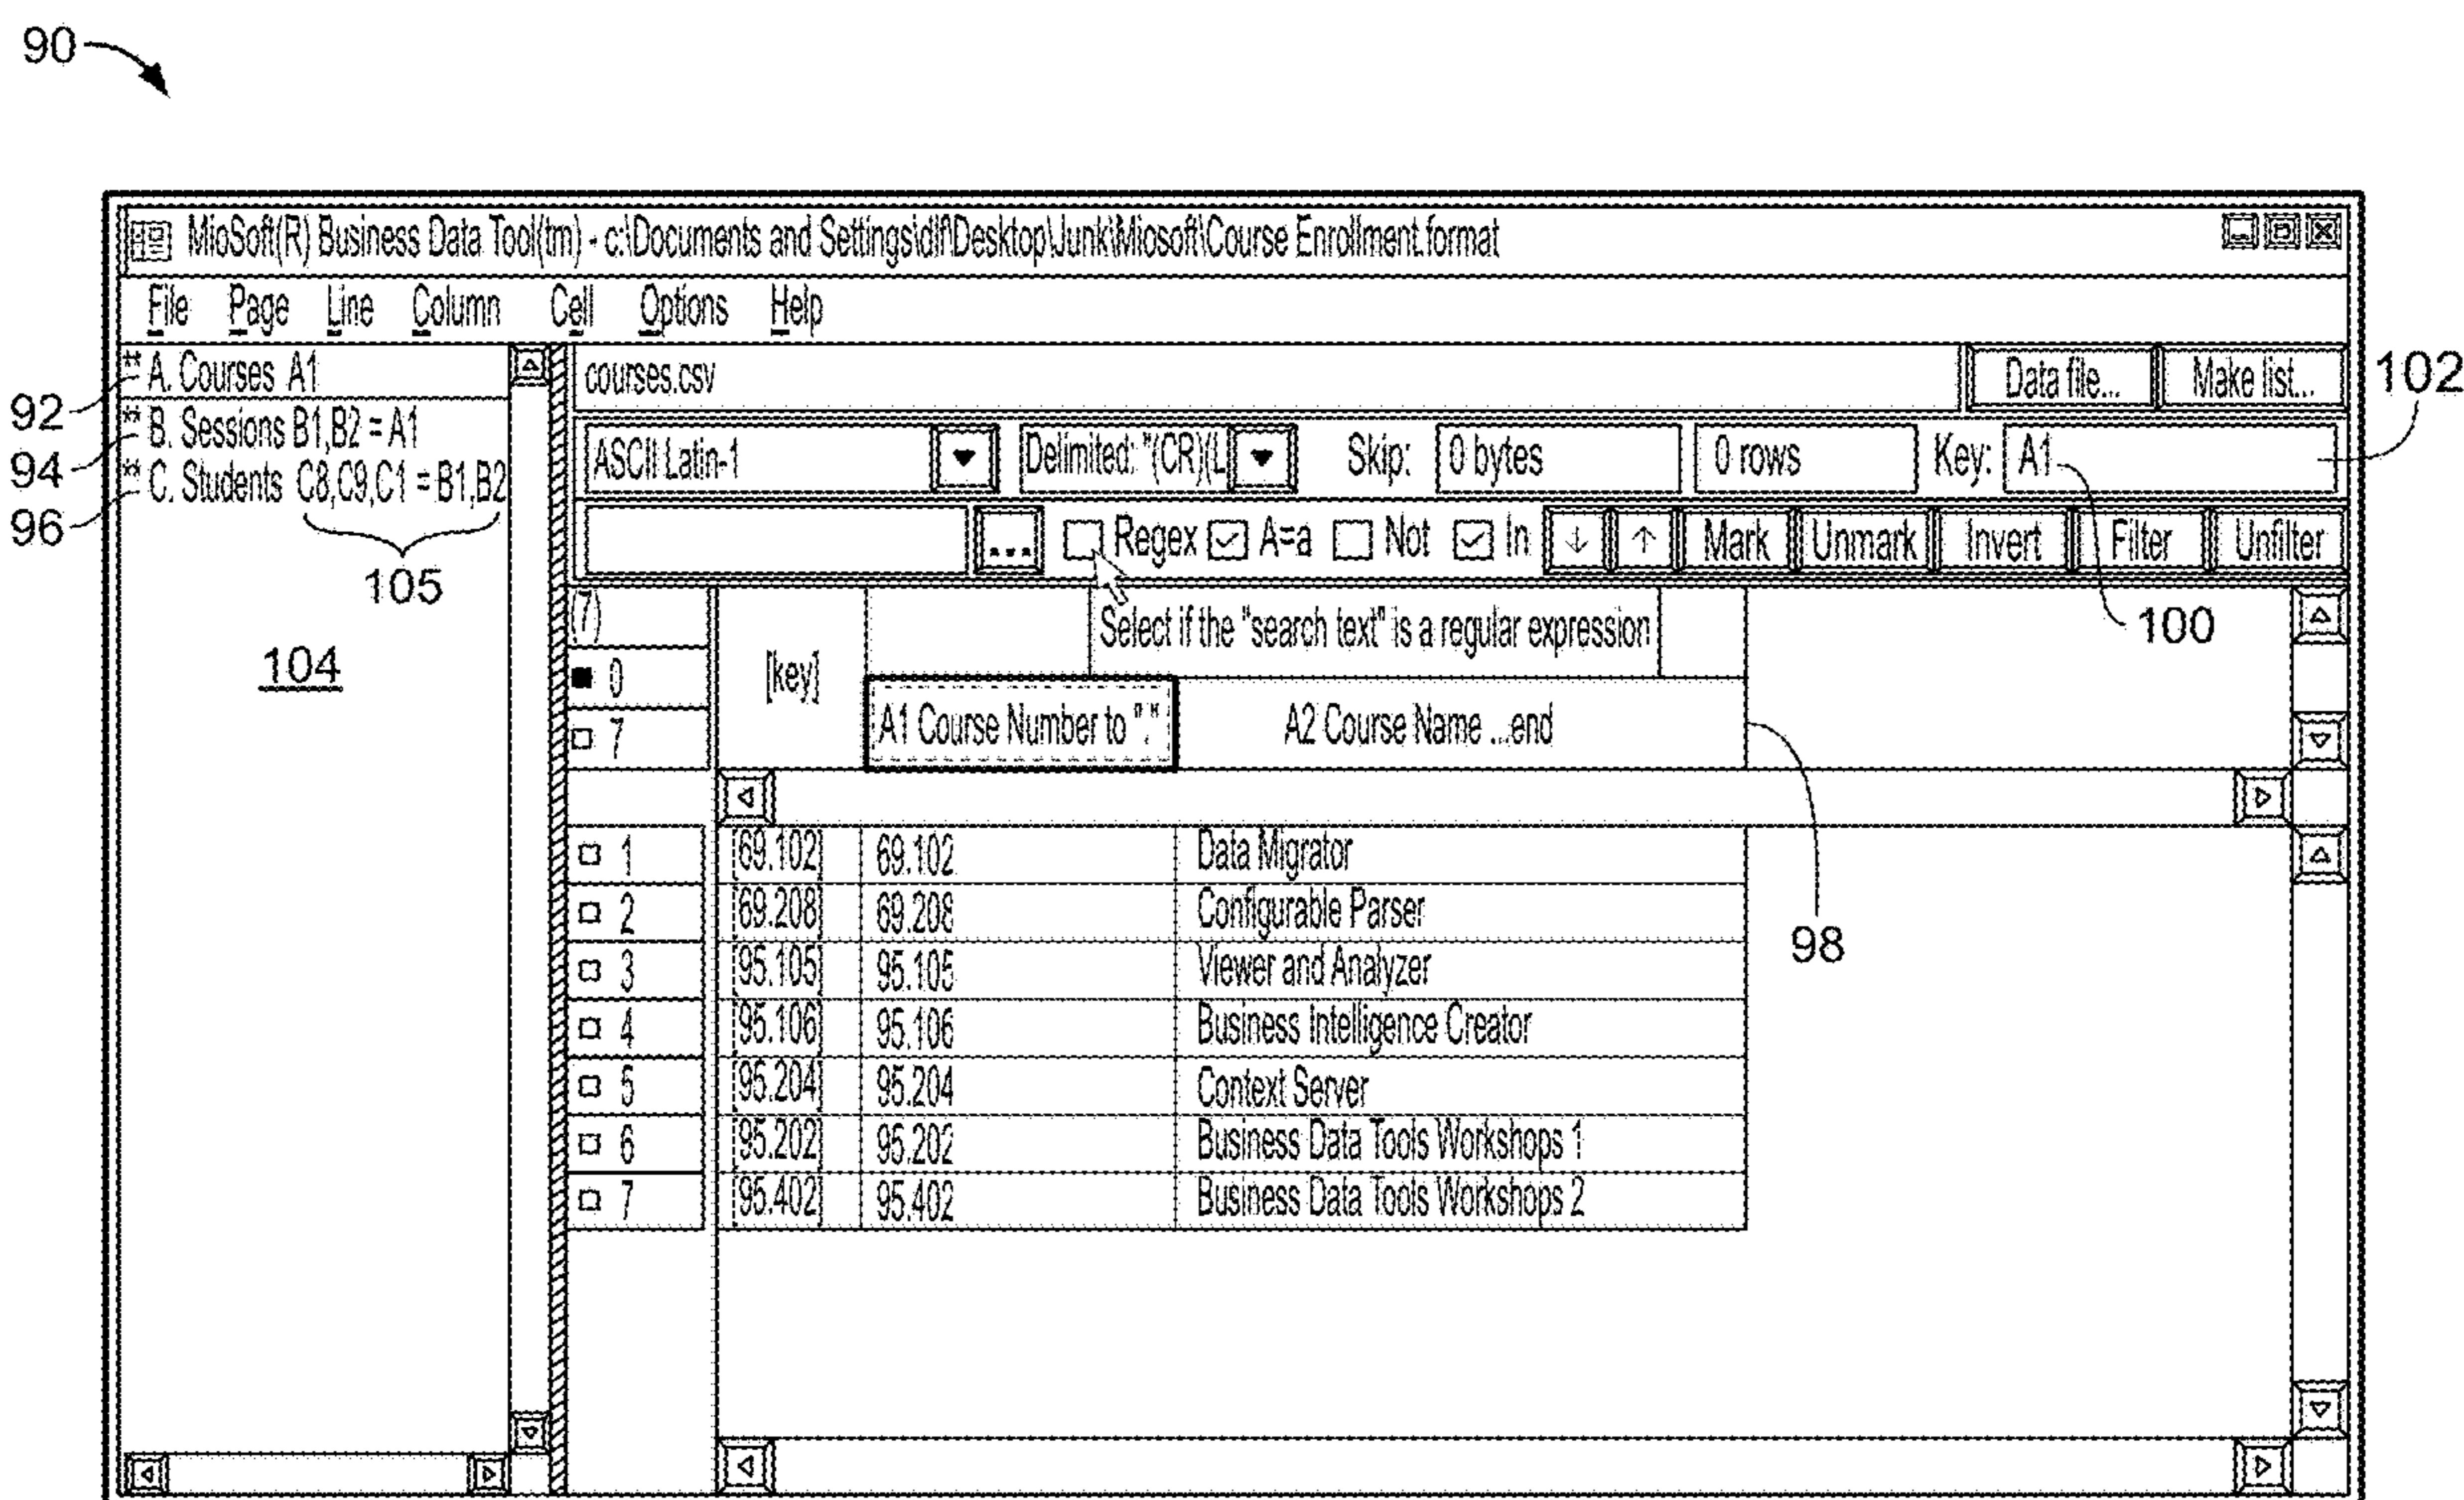 90
MioSoft(R) Business Data Tool(tm) - c:\Documents and Settings\dlf\Desktop\Junk\Miosoft\Course Enrollment.format
File Page Line Column Cell Options Help
** A. Courses A1
** B. Sessions B1,B2 = A1
** C. Students C8,C9,C1 = B1,B2
92
94
96
105
104
courses.csv Data file... Make list...
102
ASCII Latin-1 Delimited: "(CR)(L Skip: 0 bytes 0 rows Key: A1
... Regex A=a Not In ↓ ↑ Mark Unmark Invert Filter Unfilter
(7)
Select if the "search text" is a regular expression
100
0 [key]
7 A1 Course Number to "," A2 Course Name ...end
98
1 69.102 69.102 Data Migrator
2 69.208 69.208 Configurable Parser
3 95.105 95.105 Viewer and Analyzer
4 95.106 95.106 Business Intelligence Creator
5 95.204 95.204 Context Server
6 95.202 95.202 Business Data Tools Workshops 1
7 95.402 95.402 Business Data Tools Workshops 2